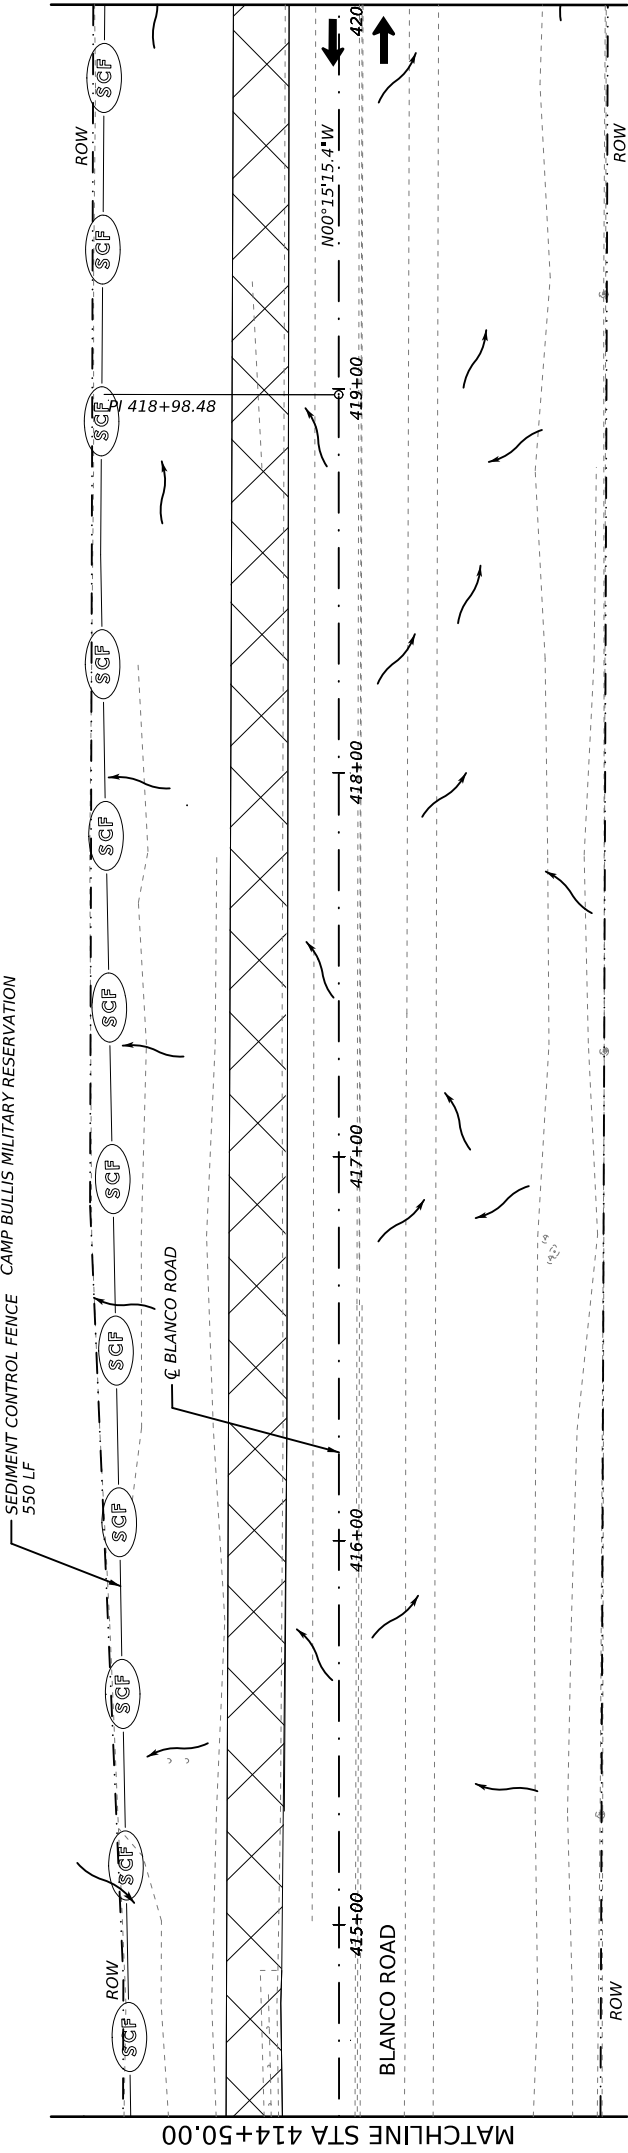 420
SCF
ROW
ROW
N00°15'15.4"W
SCF
419+00
PI 418+98.48
SCF
SCF
418+00
SCF
CAMP BULLIS MILITARY RESERVATION
SCF
417+00
SCF
SEDIMENT CONTROL FENCE
550 LF
℄ BLANCO ROAD
SCF
416+00
SCF
SCF
SCF
415+00
BLANCO ROAD
ROW
ROW
SCF
MATCHLINE STA 414+50.00